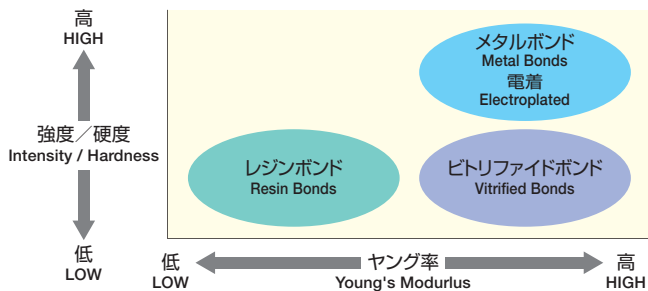 高
HIGH
強度／硬度
Intensity / Hardness
低
LOW
メタルボンド
Metal Bonds
電着
Electroplated
レジンボンド
Resin Bonds
ビトリファイドボンド
Vitrified Bonds
低
LOW
ヤング率
Young's Modurlus
高
HIGH